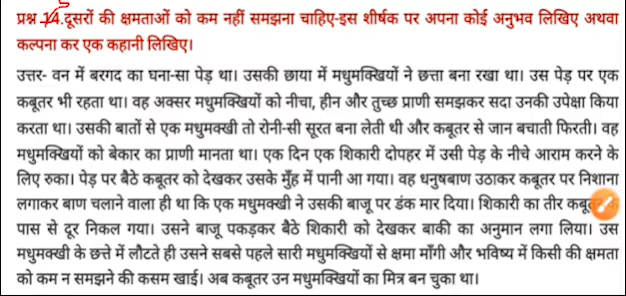 प्रश्न 14.दूसरों की क्षमताओं को कम नहीं समझना चाहिए-इस शीर्षक पर अपना कोई अनुभव लिखिए अथवा
कल्पना कर एक कहानी लिखिए।
उत्तर- वन में बरगद का घना-सा पेड़ था। उसकी छाया में मधुमक्खियों ने छत्ता बना रखा था। उस पेड़ पर एक
कबूतर भी रहता था। वह अक्सर मधुमक्खियों को नीचा, हीन और तुच्छ प्राणी समझकर सदा उनकी उपेक्षा किया
करता था। उसकी बातों से एक मधुमक्खी तो रोनी-सी सूरत बना लेती थी और कबूतर से जान बचाती फिरती। वह
मधुमक्खियों को बेकार का प्राणी मानता था। एक दिन एक शिकारी दोपहर में उसी पेड़ के नीचे आराम करने के
लिए रुका। पेड़ पर बैठे कबूतर को देखकर उसके मुँह में पानी आ गया। वह धनुषबाण उठाकर कबूतर पर निशाना
लगाकर बाण चलाने वाला ही था कि एक मधुमक्खी ने उसकी बाजू पर डंक मार दिया। शिकारी का तीर
पास से दूर निकल गया। उसने बाजू पकड़कर बैठे शिकारी को देखकर बाकी का अनुमान लगा लिया। उस
मधुमक्खी के छत्ते में लौटते ही उसने सबसे पहले सारी मधुमक्खियों से क्षमा माँगी और भविष्य में किसी की क्षमता
को कम न समझने की कसम खाई। अब कबूतर उन मधुमक्खियों का मित्र बन चुका था।